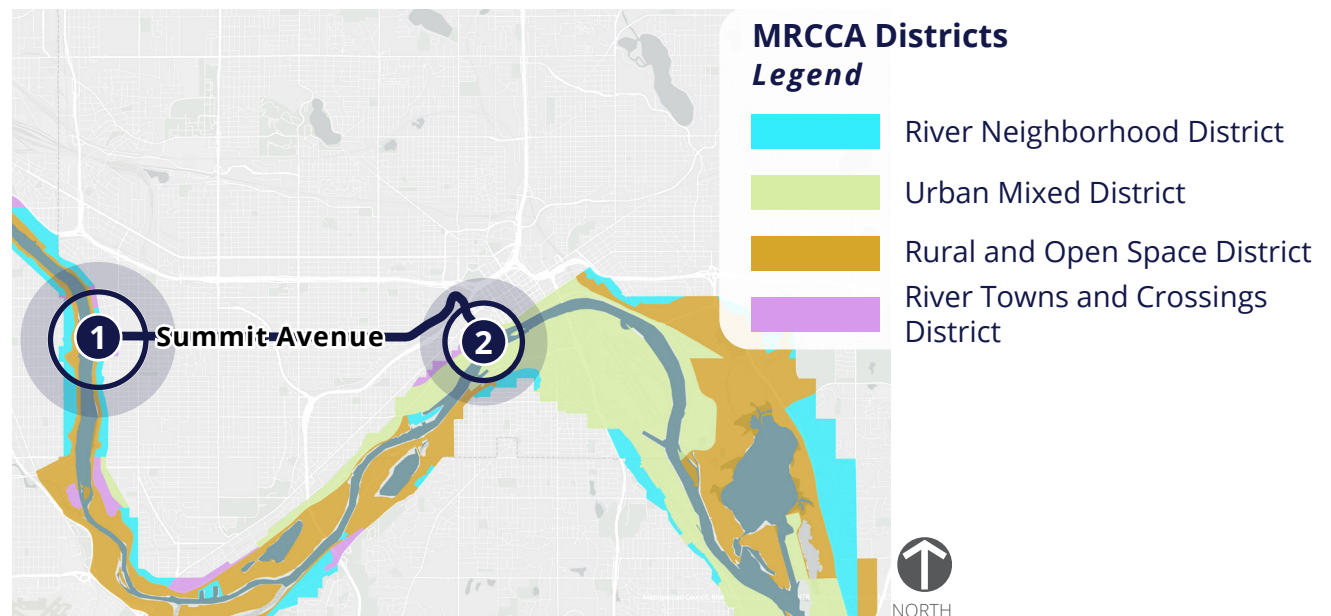 MRCCA Districts
Legend
River Neighborhood District
Urban Mixed District
Rural and Open Space District
River Towns and Crossings
District
1
Summit Avenue
2
NORTH